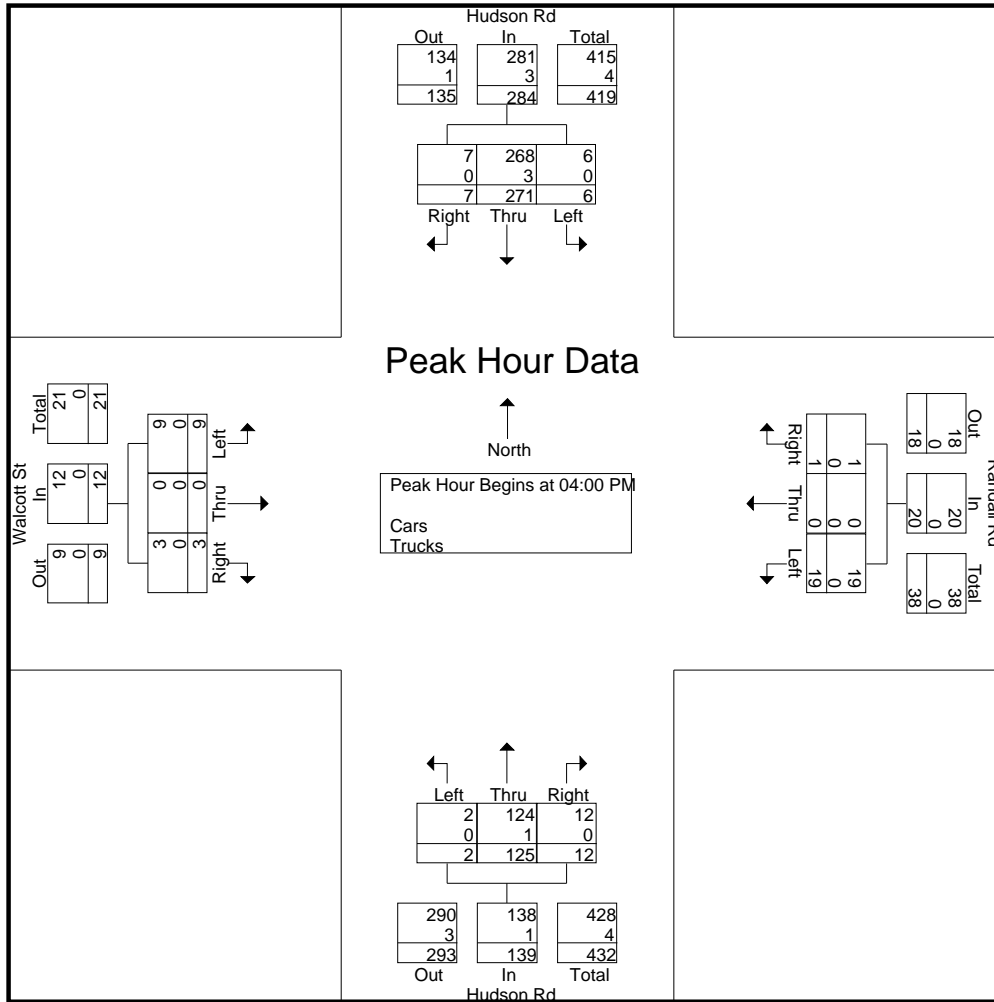 Hudson Rd
Out In Total
134 281 415
1 3 4
135 284 419
7 268 6
0 3 0
7 271 6
Right Thru Left
Peak Hour Data
North
Peak Hour Begins at 04:00 PM
Cars
Trucks
Walcott St
Out In Total
9 12 21
0 0 0
9 12 21
Right Thru Left
3 0 9
0 0 0
3 0 9
Randall Rd
Out In Total
18 20 38
0 0 0
18 20 38
1 0 19
0 0 0
1 0 19
Right Thru Left
Left Thru Right
2 124 12
0 1 0
2 125 12
290 138 428
3 1 4
293 139 432
Out In Total
Hudson Rd